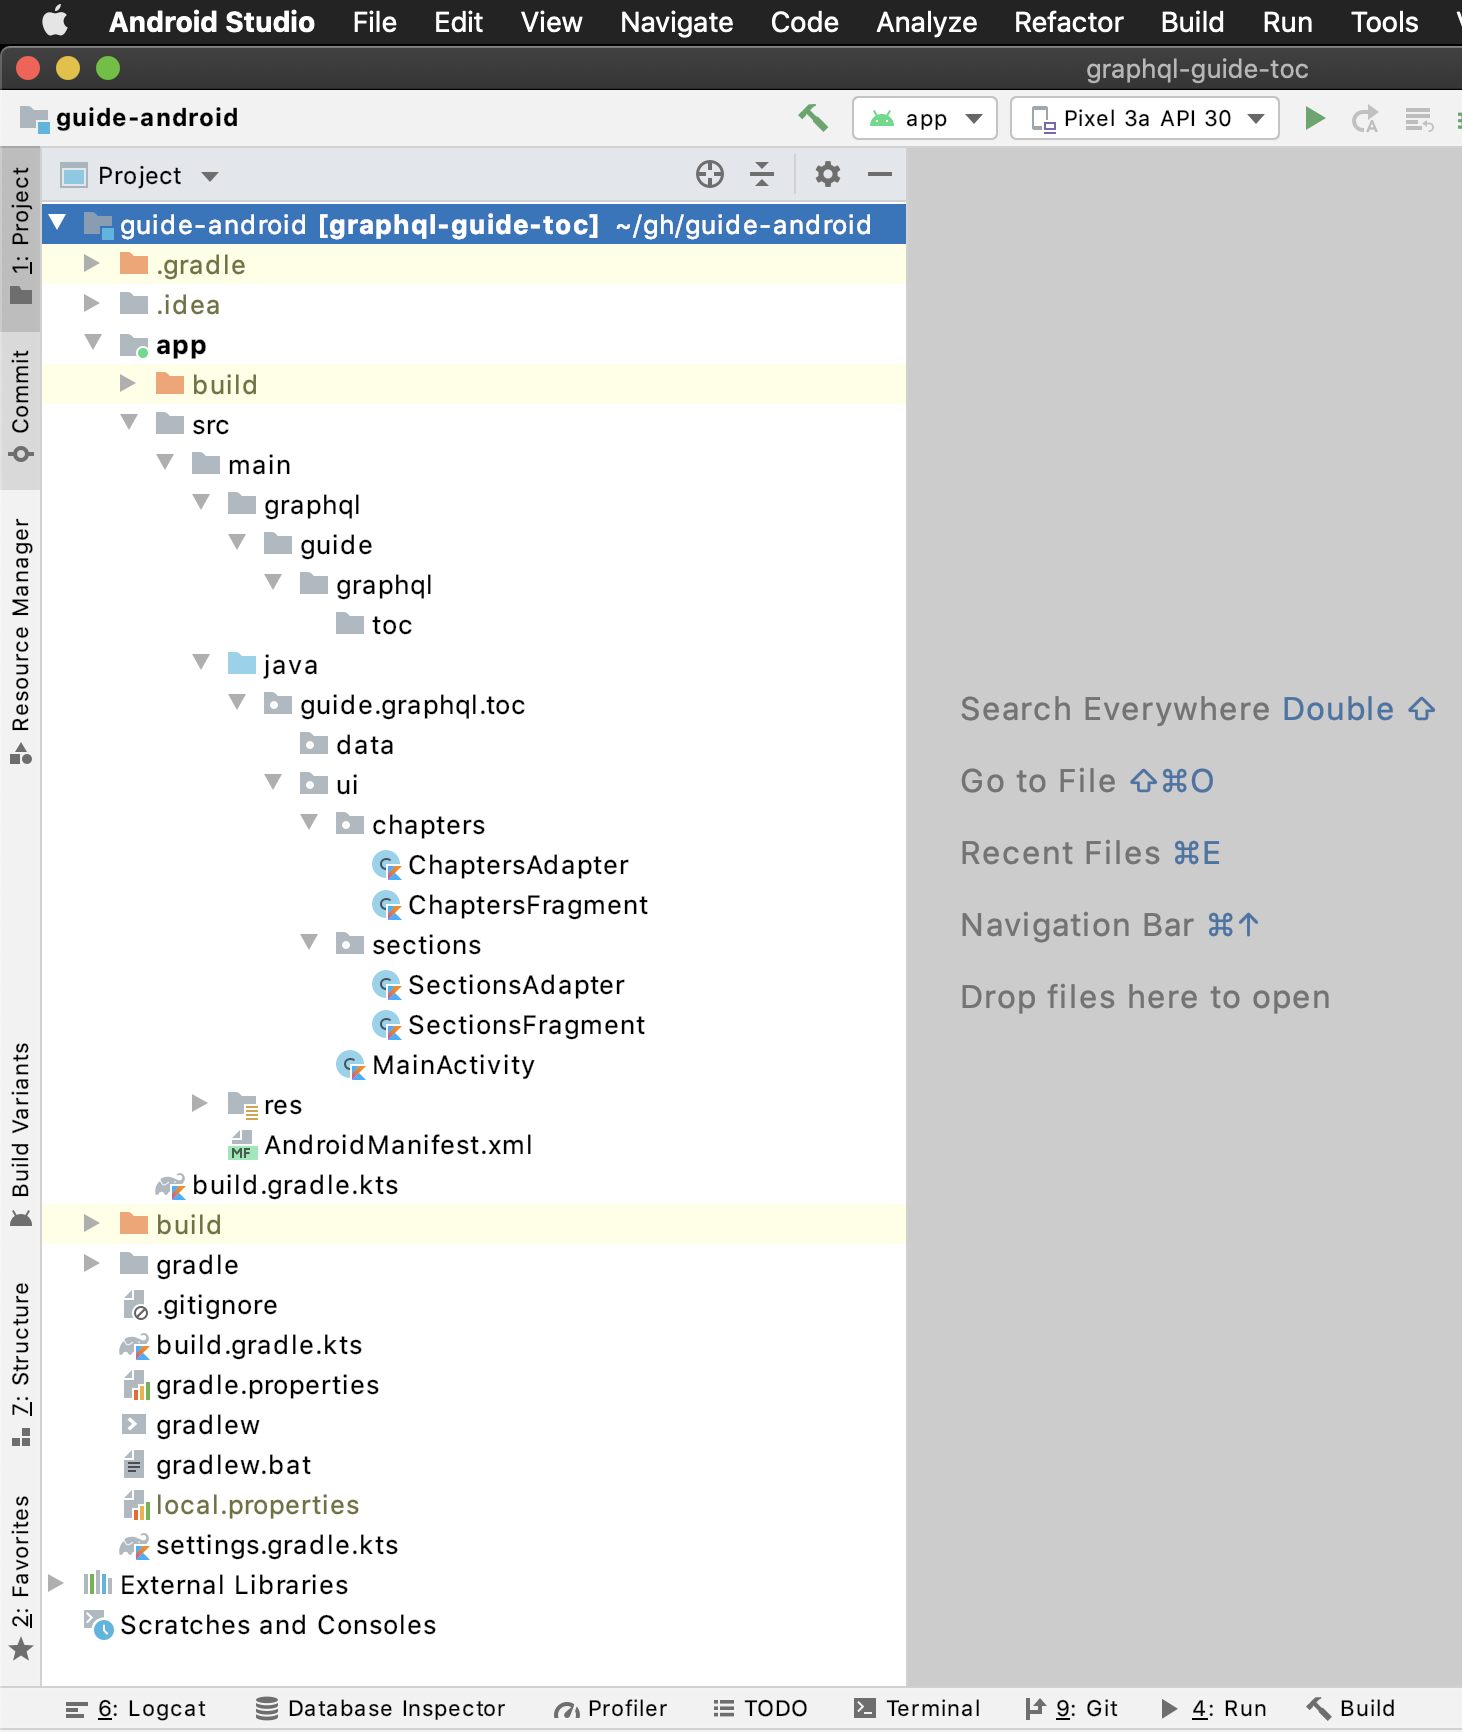 Android Studio File Edit View Navigate Code Analyze Refactor Build Run Tools
graphql-guide-toc
guide-android app Pixel 3a API 30
Project
guide-android [graphql-guide-toc] ~/gh/guide-android
.gradle
.idea
app
build
src
main
graphql
guide
graphql
toc
java
guide.graphql.toc
data
ui
chapters
ChaptersAdapter
ChaptersFragment
sections
SectionsAdapter
SectionsFragment
MainActivity
res
MF AndroidManifest.xml
build.gradle.kts
build
gradle
.gitignore
build.gradle.kts
gradle.properties
gradlew
gradlew.bat
local.properties
settings.gradle.kts
External Libraries
Scratches and Consoles
1: Project
Commit
Resource Manager
Build Variants
7: Structure
2: Favorites
Search Everywhere Double ⇧
Go to File ⇧⌘O
Recent Files ⌘E
Navigation Bar ⌘↑
Drop files here to open
6: Logcat Database Inspector Profiler TODO Terminal 9: Git 4: Run Build